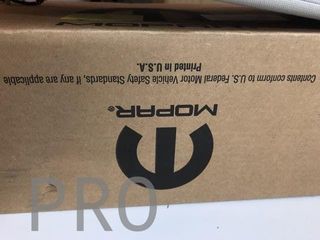 MOPAR®
Contents conform to U.S. Federal Motor Vehicle Safety Standards, if any are applicable
Printed in U.S.A.
PRO